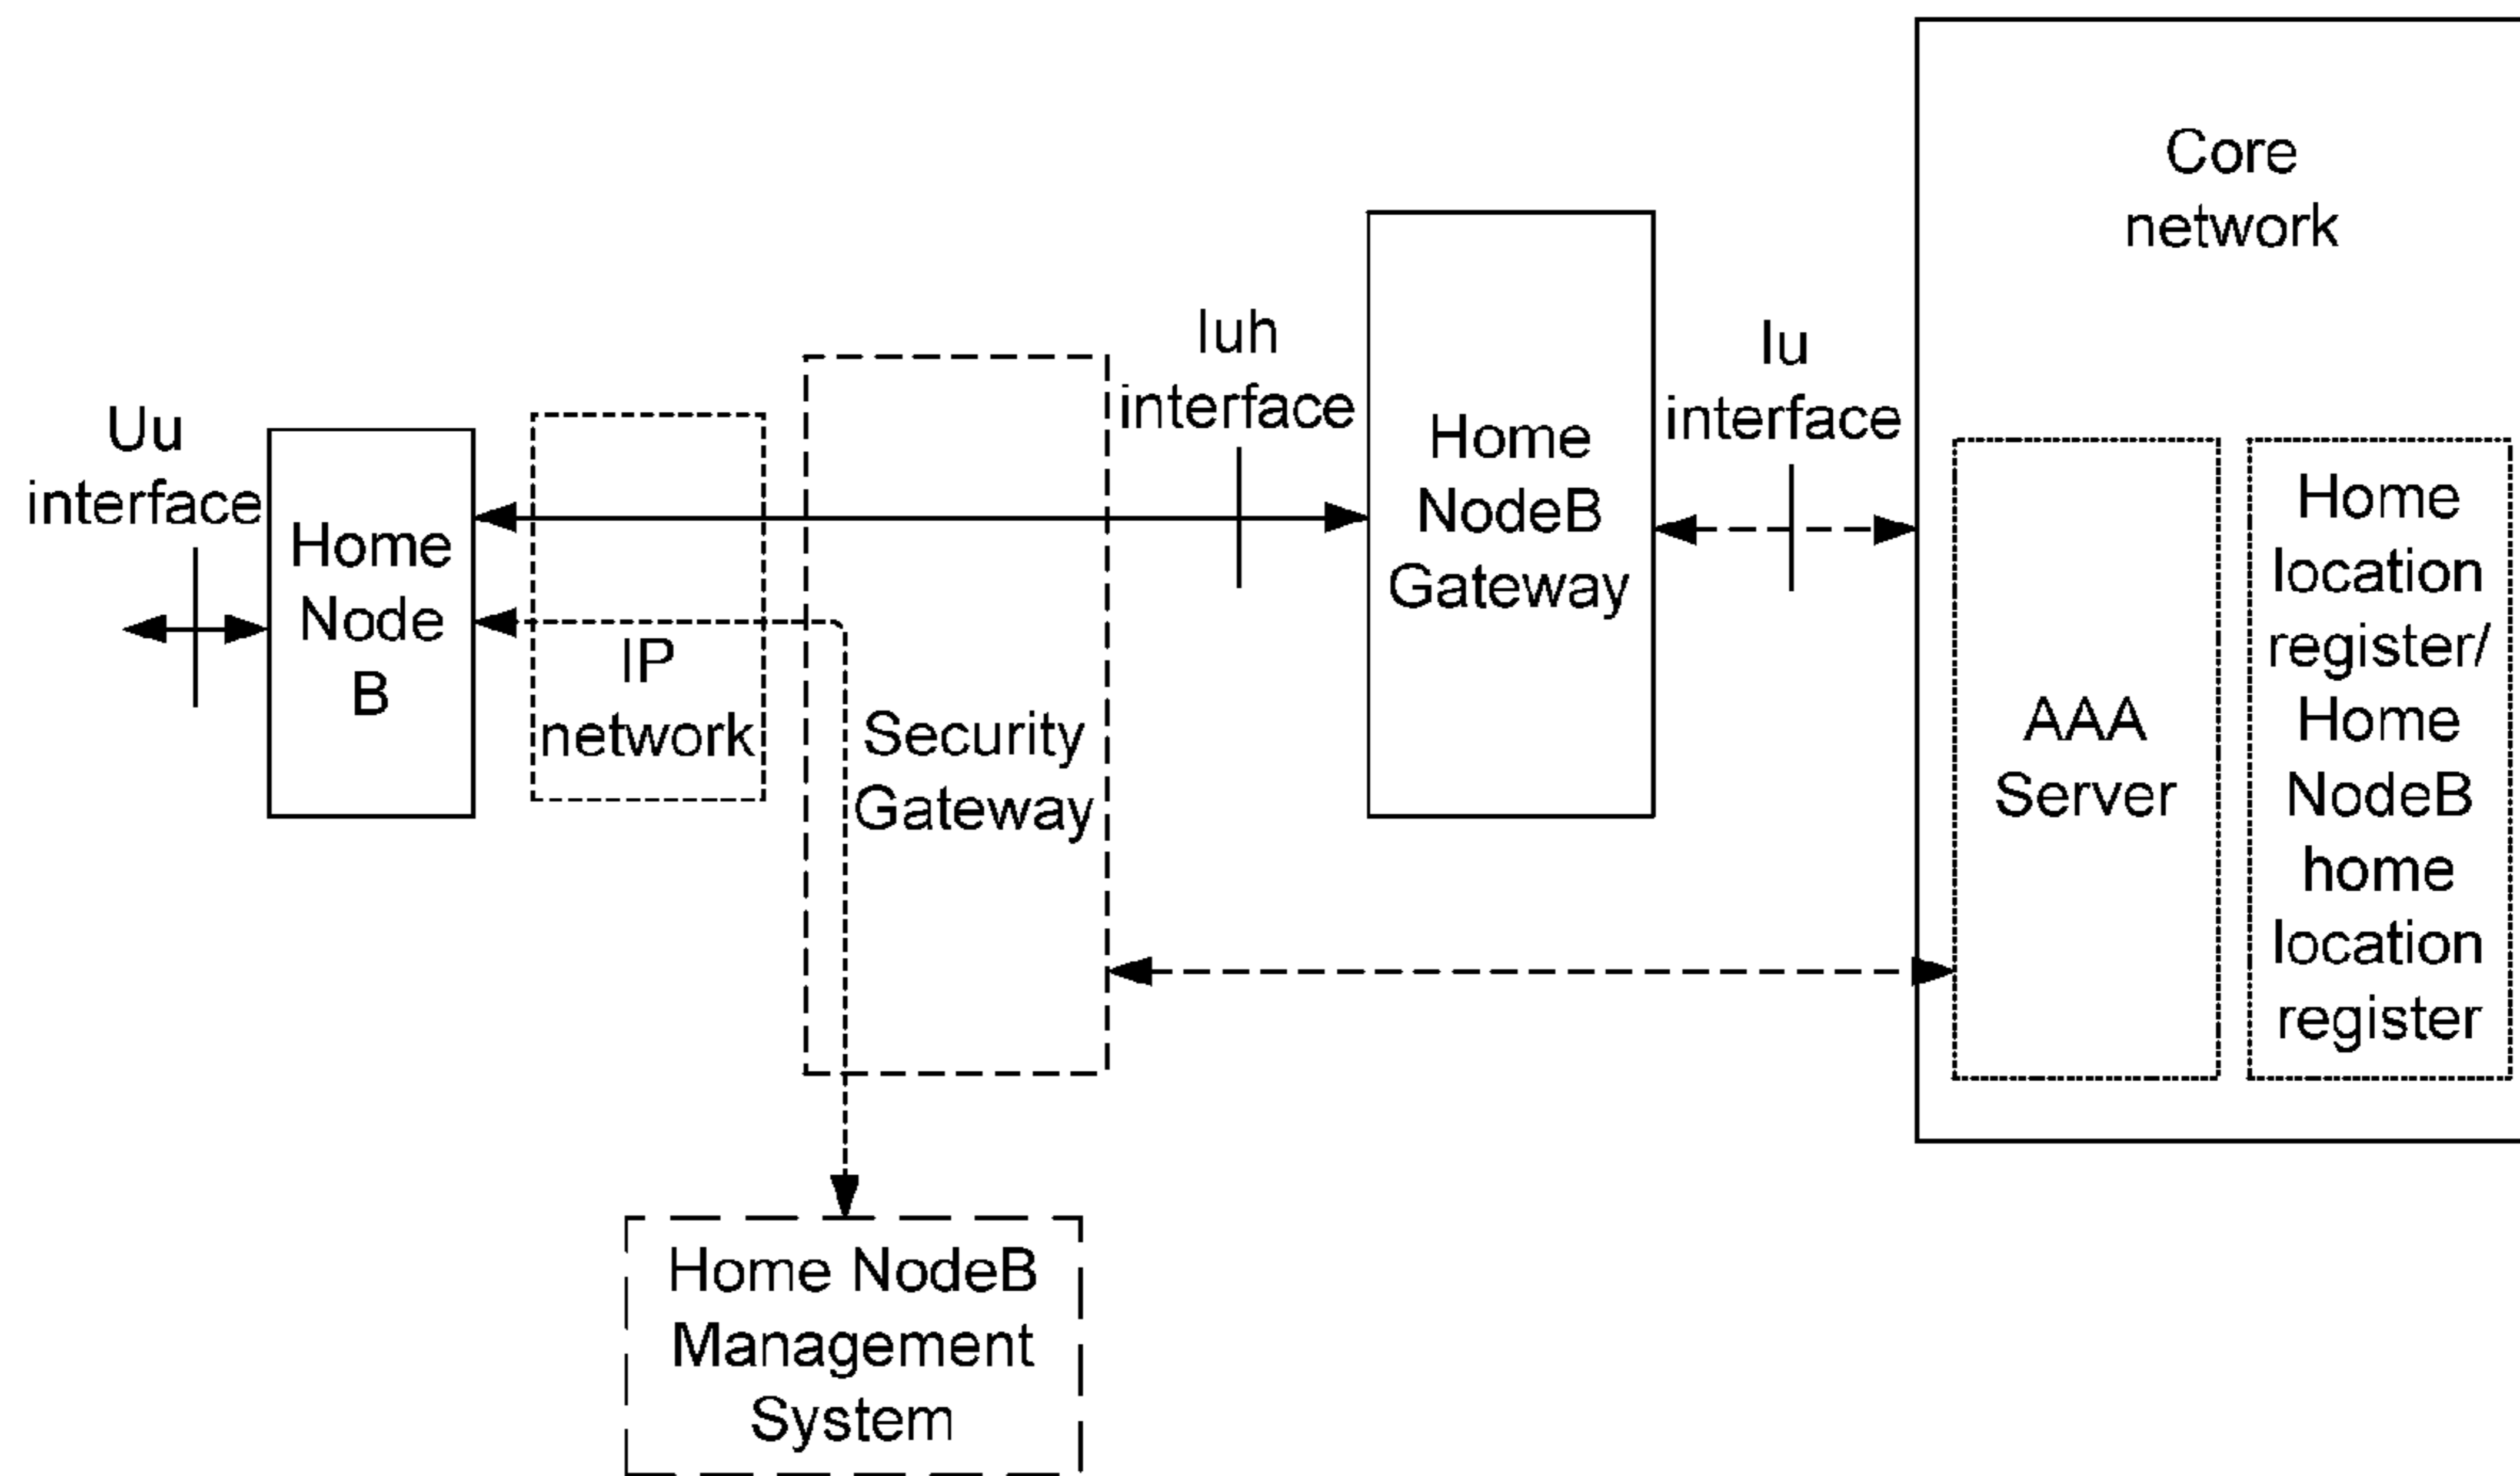 Uu
interface
Home
Node
B
IP
network
Security
Gateway
Iuh
interface
Home
NodeB
Gateway
Iu
interface
Core
network
AAA
Server
Home
location
register/
Home
NodeB
home
location
register
Home NodeB
Management
System